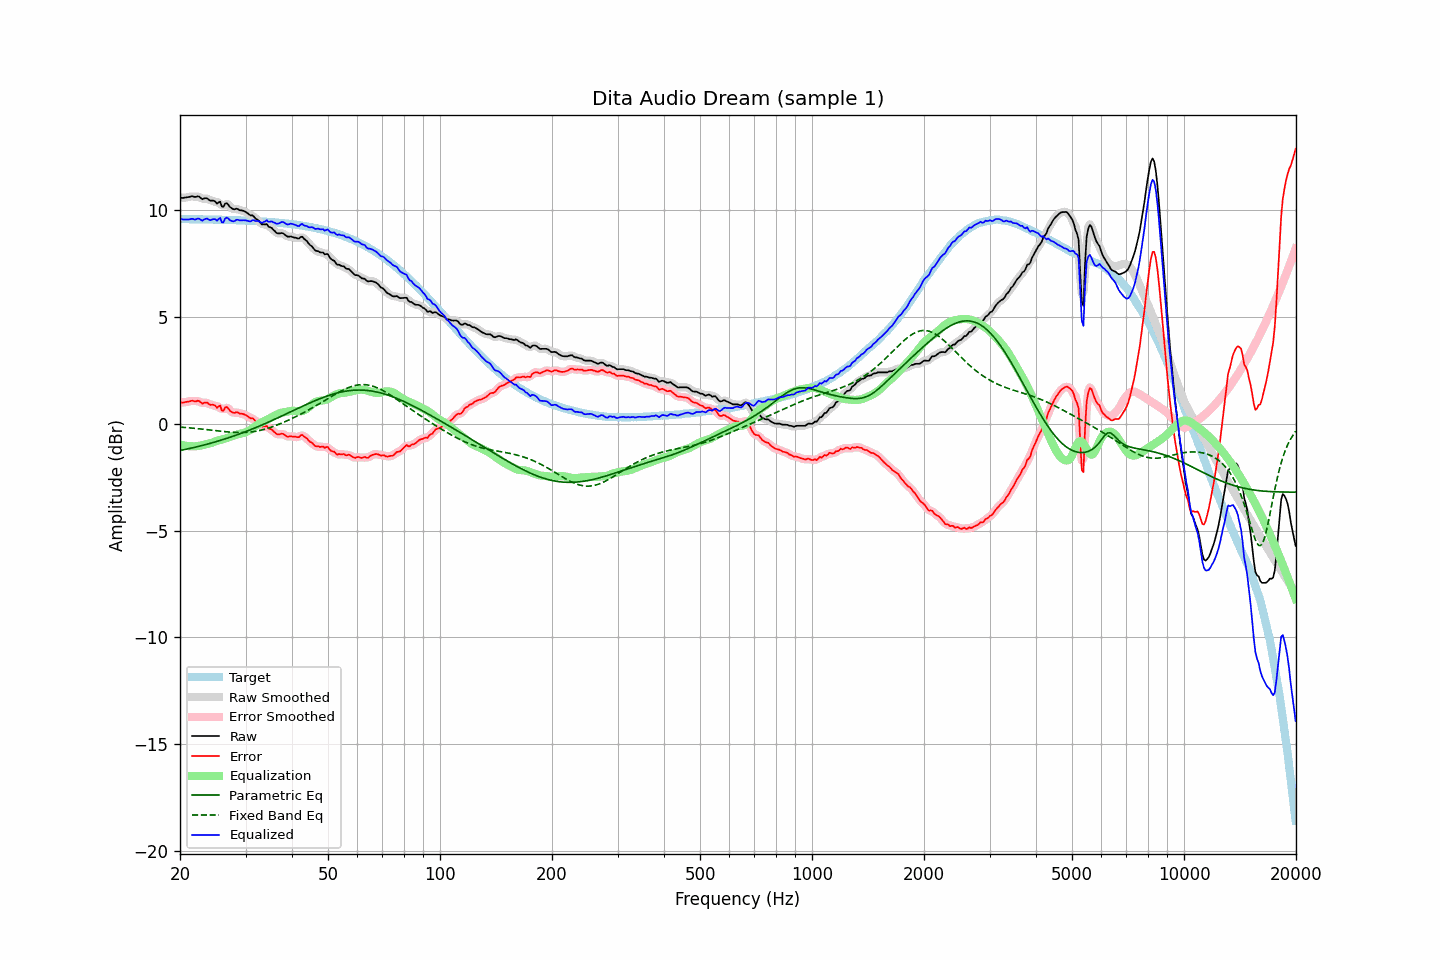 Dita Audio Dream (sample 1)
Amplitude (dBr)
10
5
0
−5
−10
−15
−20
Target
Raw Smoothed
Error Smoothed
Raw
Error
Equalization
Parametric Eq
Fixed Band Eq
Equalized
20 50 100 200 500 1000 2000 5000 10000 20000
Frequency (Hz)